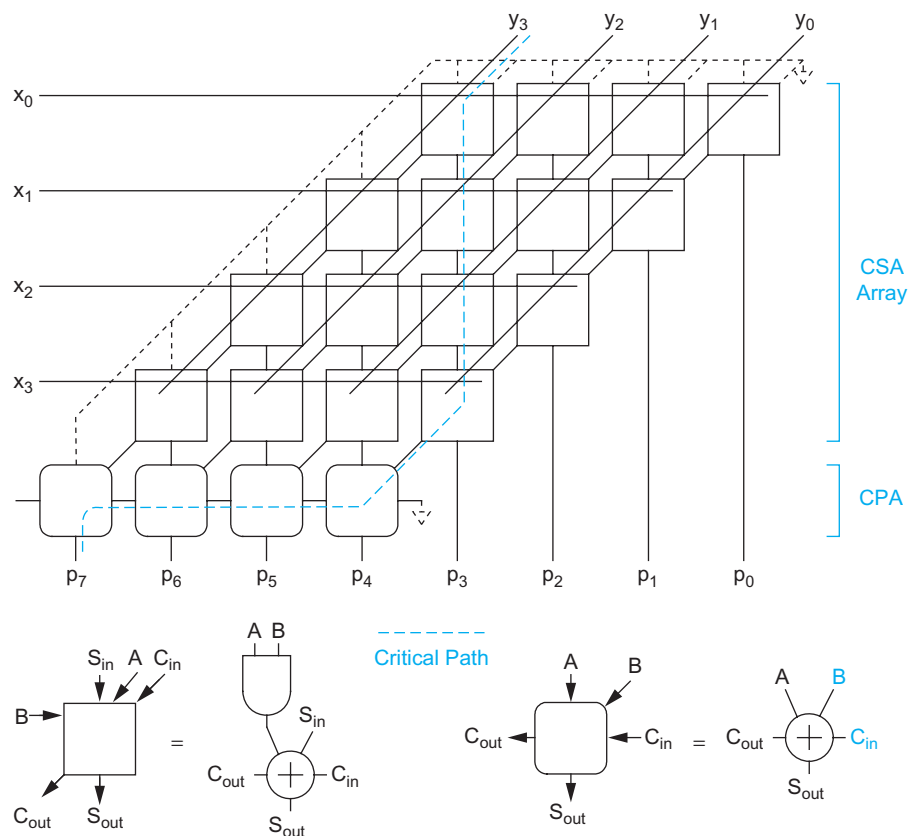 y3 y2 y1 y0
x0
x1
CSA
Array
x2
x3
CPA
p7 p6 p5 p4 p3 p2 p1 p0
A B
Critical Path
Sin A Cin
B
=
Sin
Cout + Cin
Cout Sout
Sout
A
B
Cout Cin
=
A B
Cout + Cin
Sout
Sout